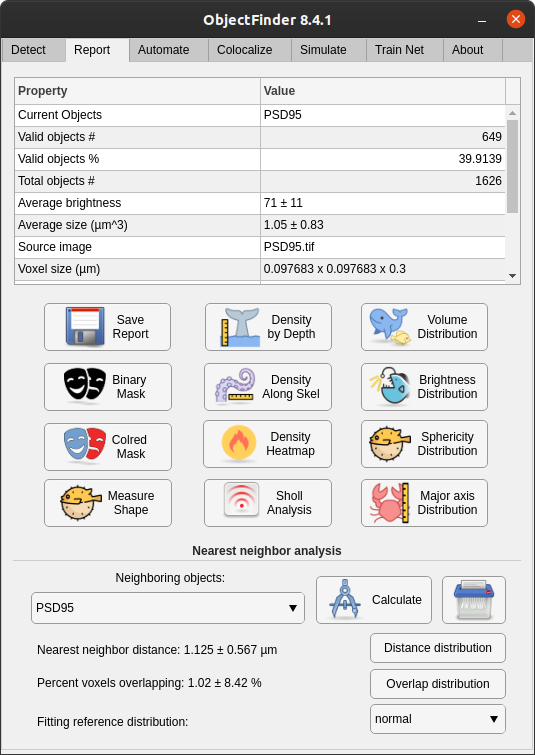 ObjectFinder 8.4.1
Detect Report Automate Colocalize Simulate Train Net About
Property Value
Current Objects PSD95
Valid objects # 649
Valid objects % 39.9139
Total objects # 1626
Average brightness 71 ± 11
Average size (µm^3) 1.05 ± 0.83
Source image PSD95.tif
Voxel size (µm) 0.097683 x 0.097683 x 0.3
Save
Report
Density
by Depth
Volume
Distribution
Binary
Mask
Density
Along Skel
Brightness
Distribution
Colred
Mask
Density
Heatmap
Sphericity
Distribution
Measure
Shape
Sholl
Analysis
Major axis
Distribution
Nearest neighbor analysis
Neighboring objects:
PSD95
Calculate
Nearest neighbor distance: 1.125 ± 0.567 µm
Distance distribution
Percent voxels overlapping: 1.02 ± 8.42 %
Overlap distribution
Fitting reference distribution:
normal